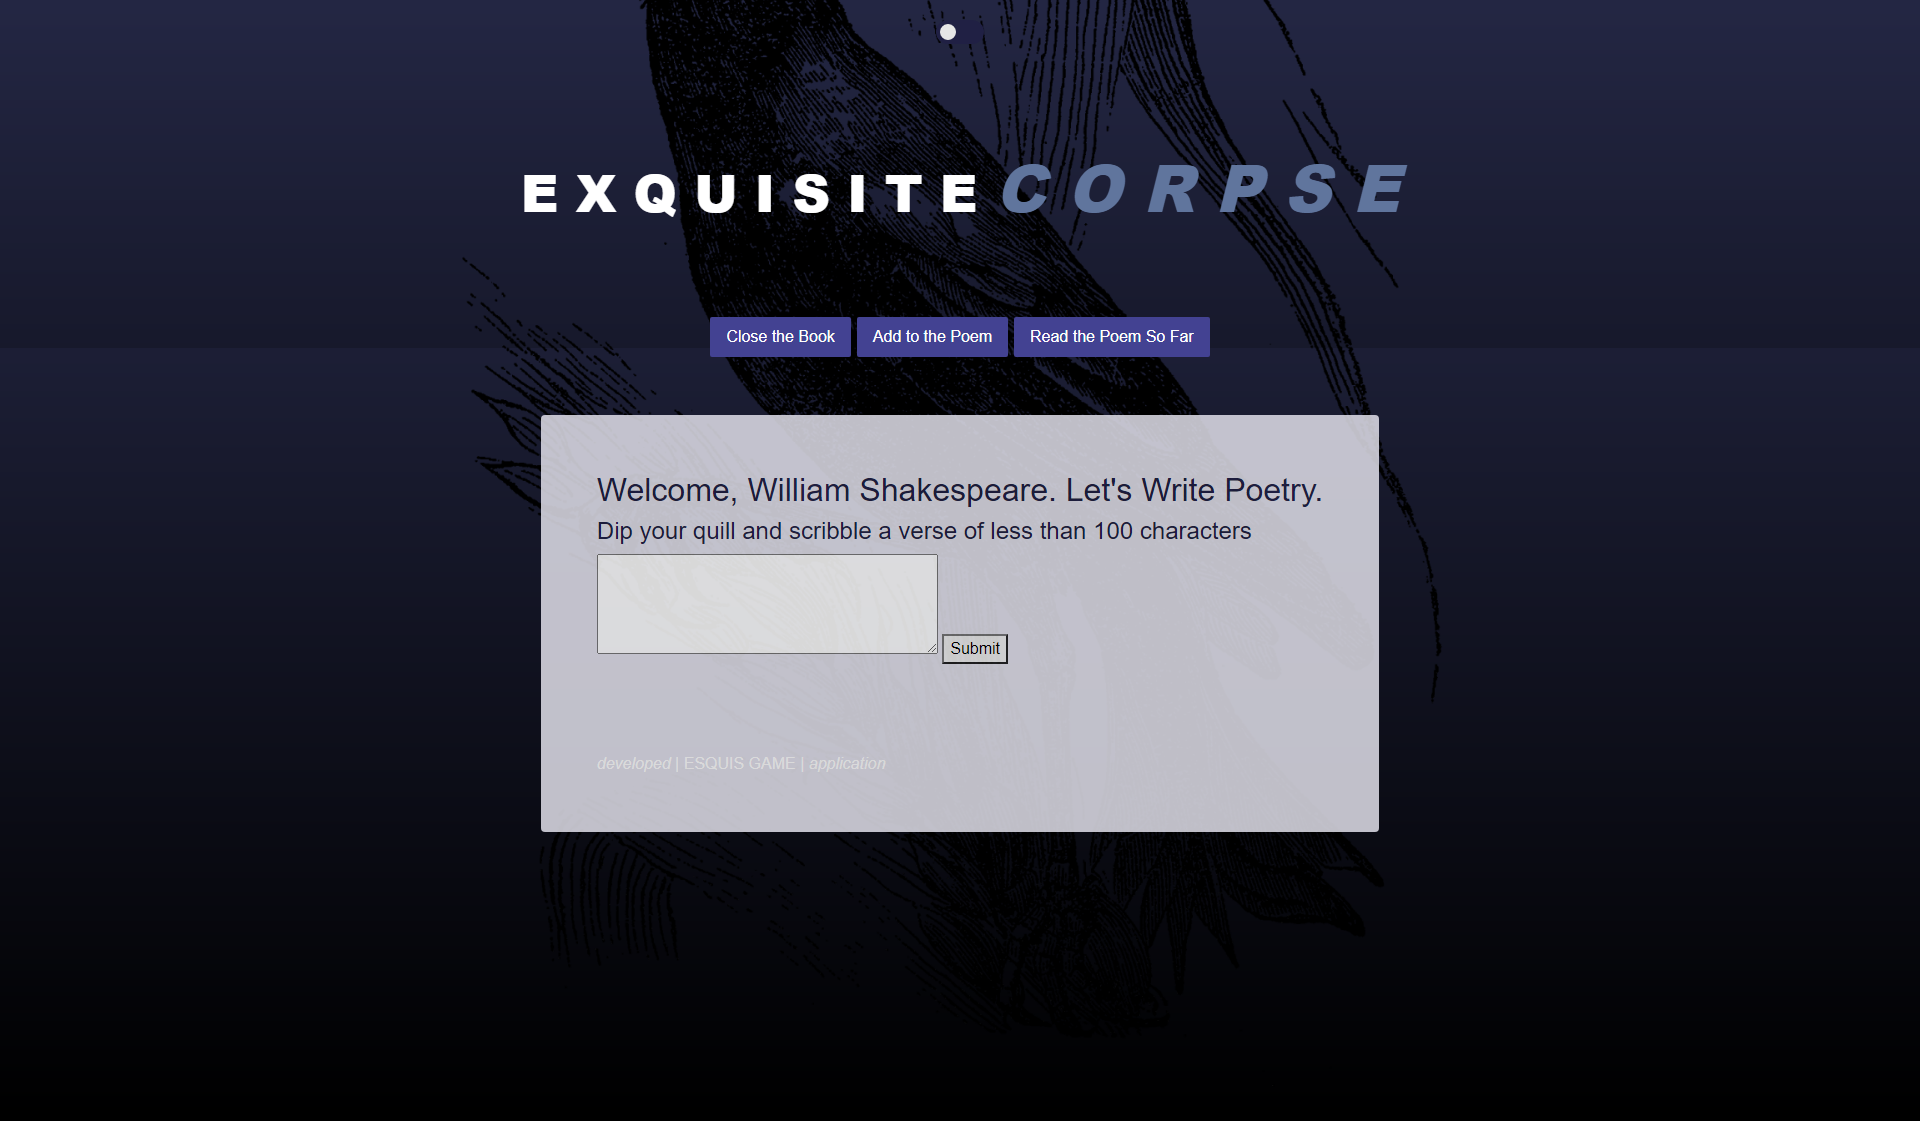 EXQUISITE CORPSE
Close the Book Add to the Poem Read the Poem So Far
Welcome, William Shakespeare. Let's Write Poetry.
Dip your quill and scribble a verse of less than 100 characters
Submit
developed | ESQUIS GAME | application